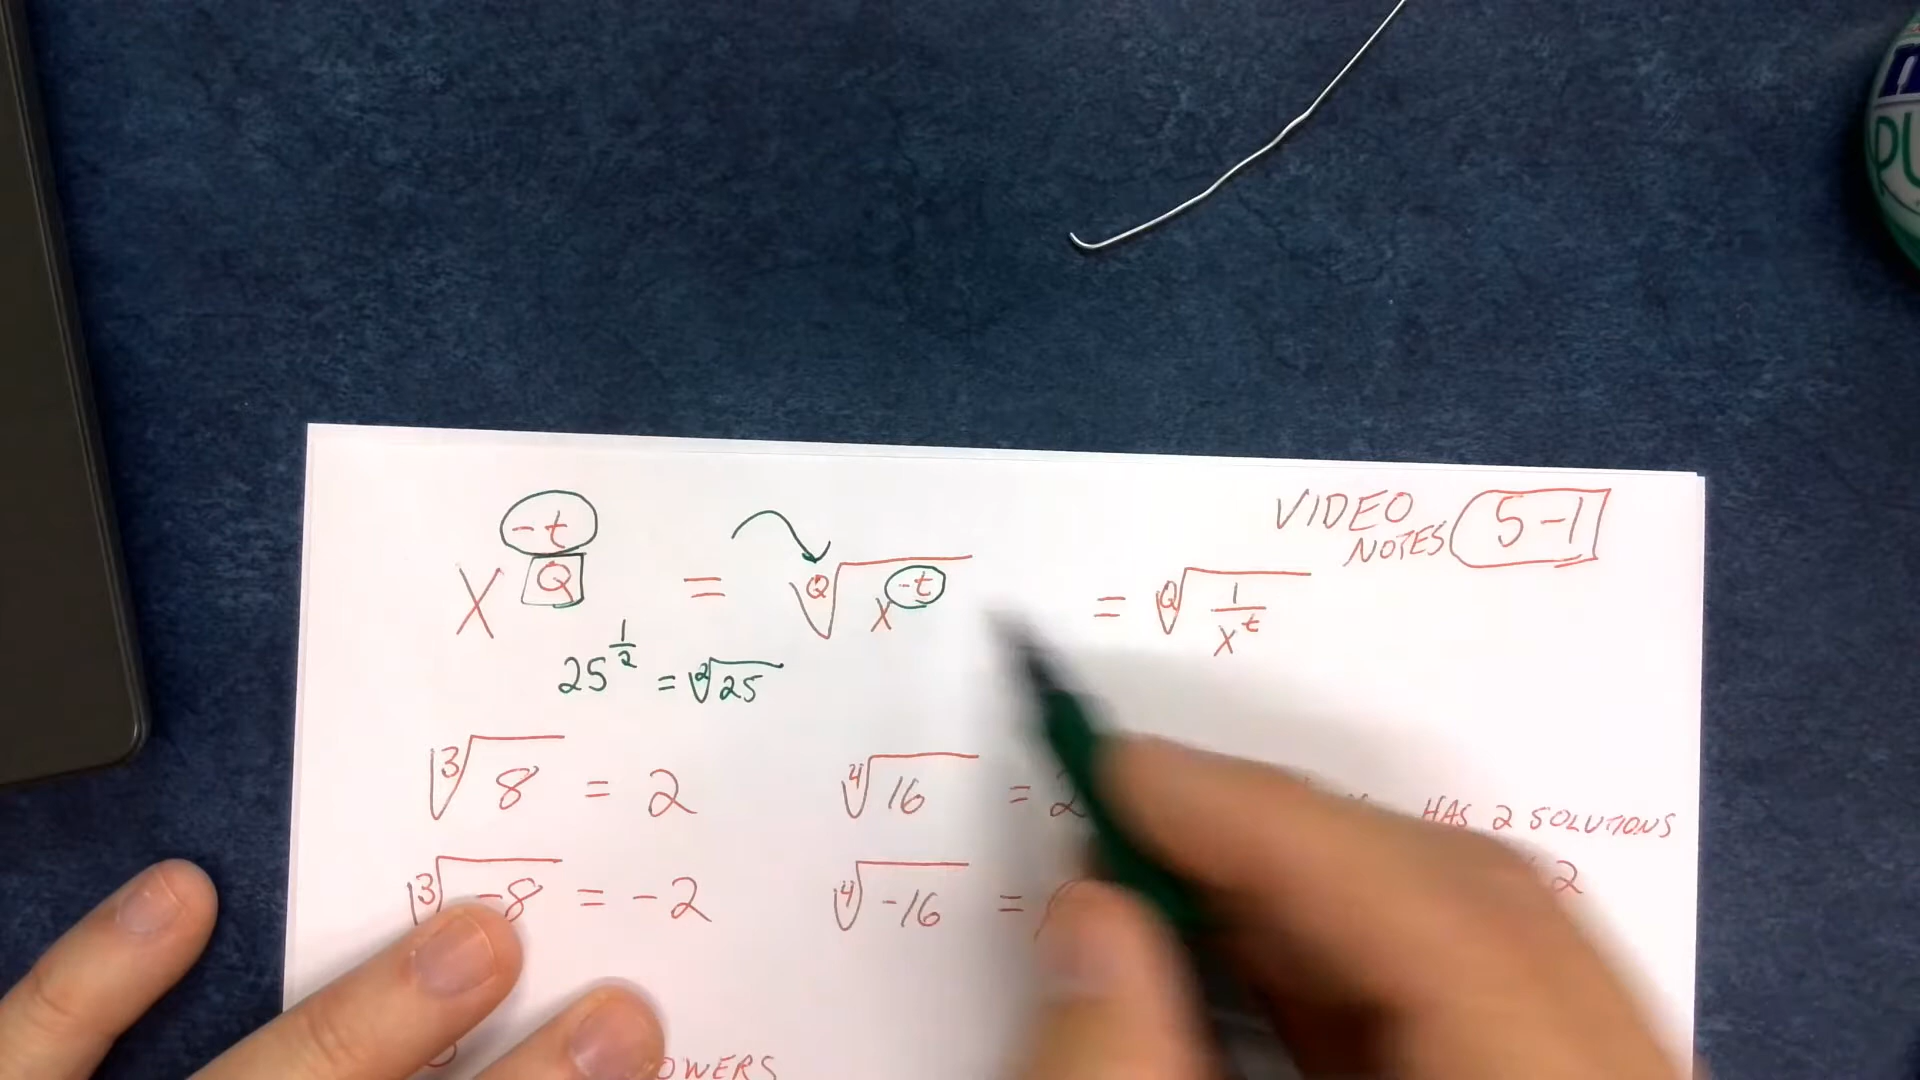 VIDEO
NOTES 5-1
x^(-t/Q) = ᑫ√(x^(-t)) = ᑫ√(1/x^t)
25^(1/2) = ²√25
³√8 = 2 ⁴√16 = 2 HAS 2 SOLUTIONS
³√-8 = -2 ⁴√-16 = 2
OWERS